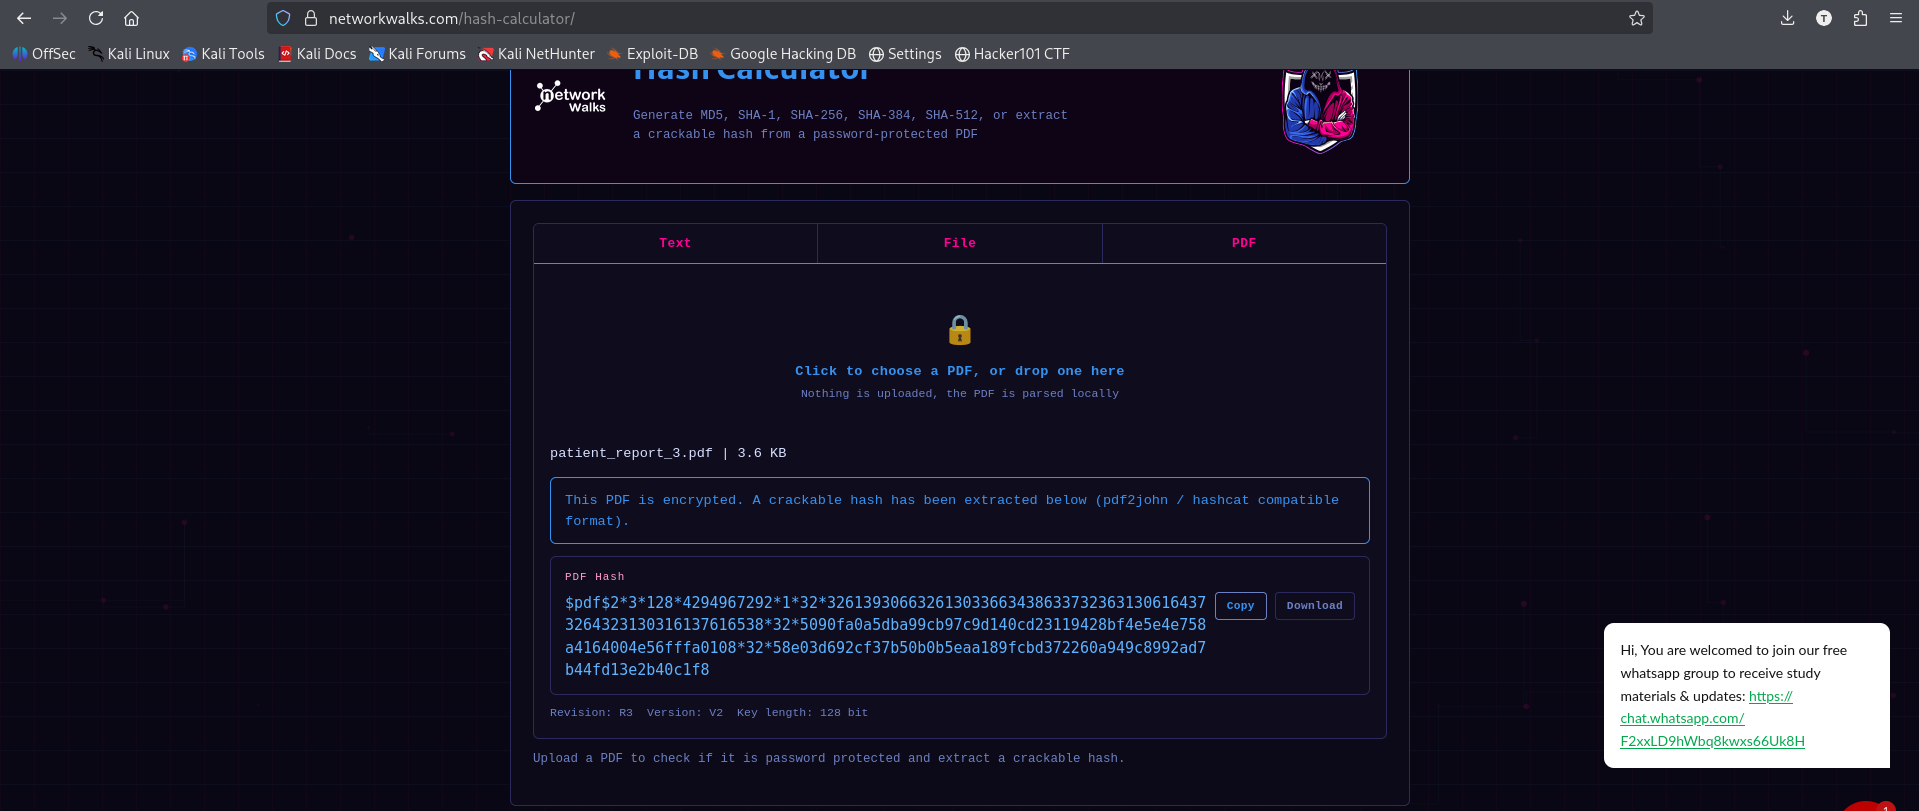 networkwalks.com/hash-calculator/
T
OffSec Kali Linux Kali Tools Kali Docs Kali Forums Kali NetHunter Exploit-DB Google Hacking DB Settings Hacker101 CTF
Hash Calculator
network
walks
Generate MD5, SHA-1, SHA-256, SHA-384, SHA-512, or extract
a crackable hash from a password-protected PDF
Text File PDF
Click to choose a PDF, or drop one here
Nothing is uploaded, the PDF is parsed locally
patient_report_3.pdf | 3.6 KB
This PDF is encrypted. A crackable hash has been extracted below (pdf2john / hashcat compatible
format).
PDF Hash
$pdf$2*3*128*4294967292*1*32*326139306632613033663438633732363130616437
3264323130316137616538*32*5090fa0a5dba99cb97c9d140cd23119428bf4e5e4e758
a4164004e56fffa0108*32*58e03d692cf37b50b0b5eaa189fcbd372260a949c8992ad7
b44fd13e2b40c1f8
Copy Download
Revision: R3 Version: V2 Key length: 128 bit
Upload a PDF to check if it is password protected and extract a crackable hash.
Hi, You are welcomed to join our free
whatsapp group to receive study
materials & updates: https://
chat.whatsapp.com/
F2xxLD9hWbq8kwxs66Uk8H
1